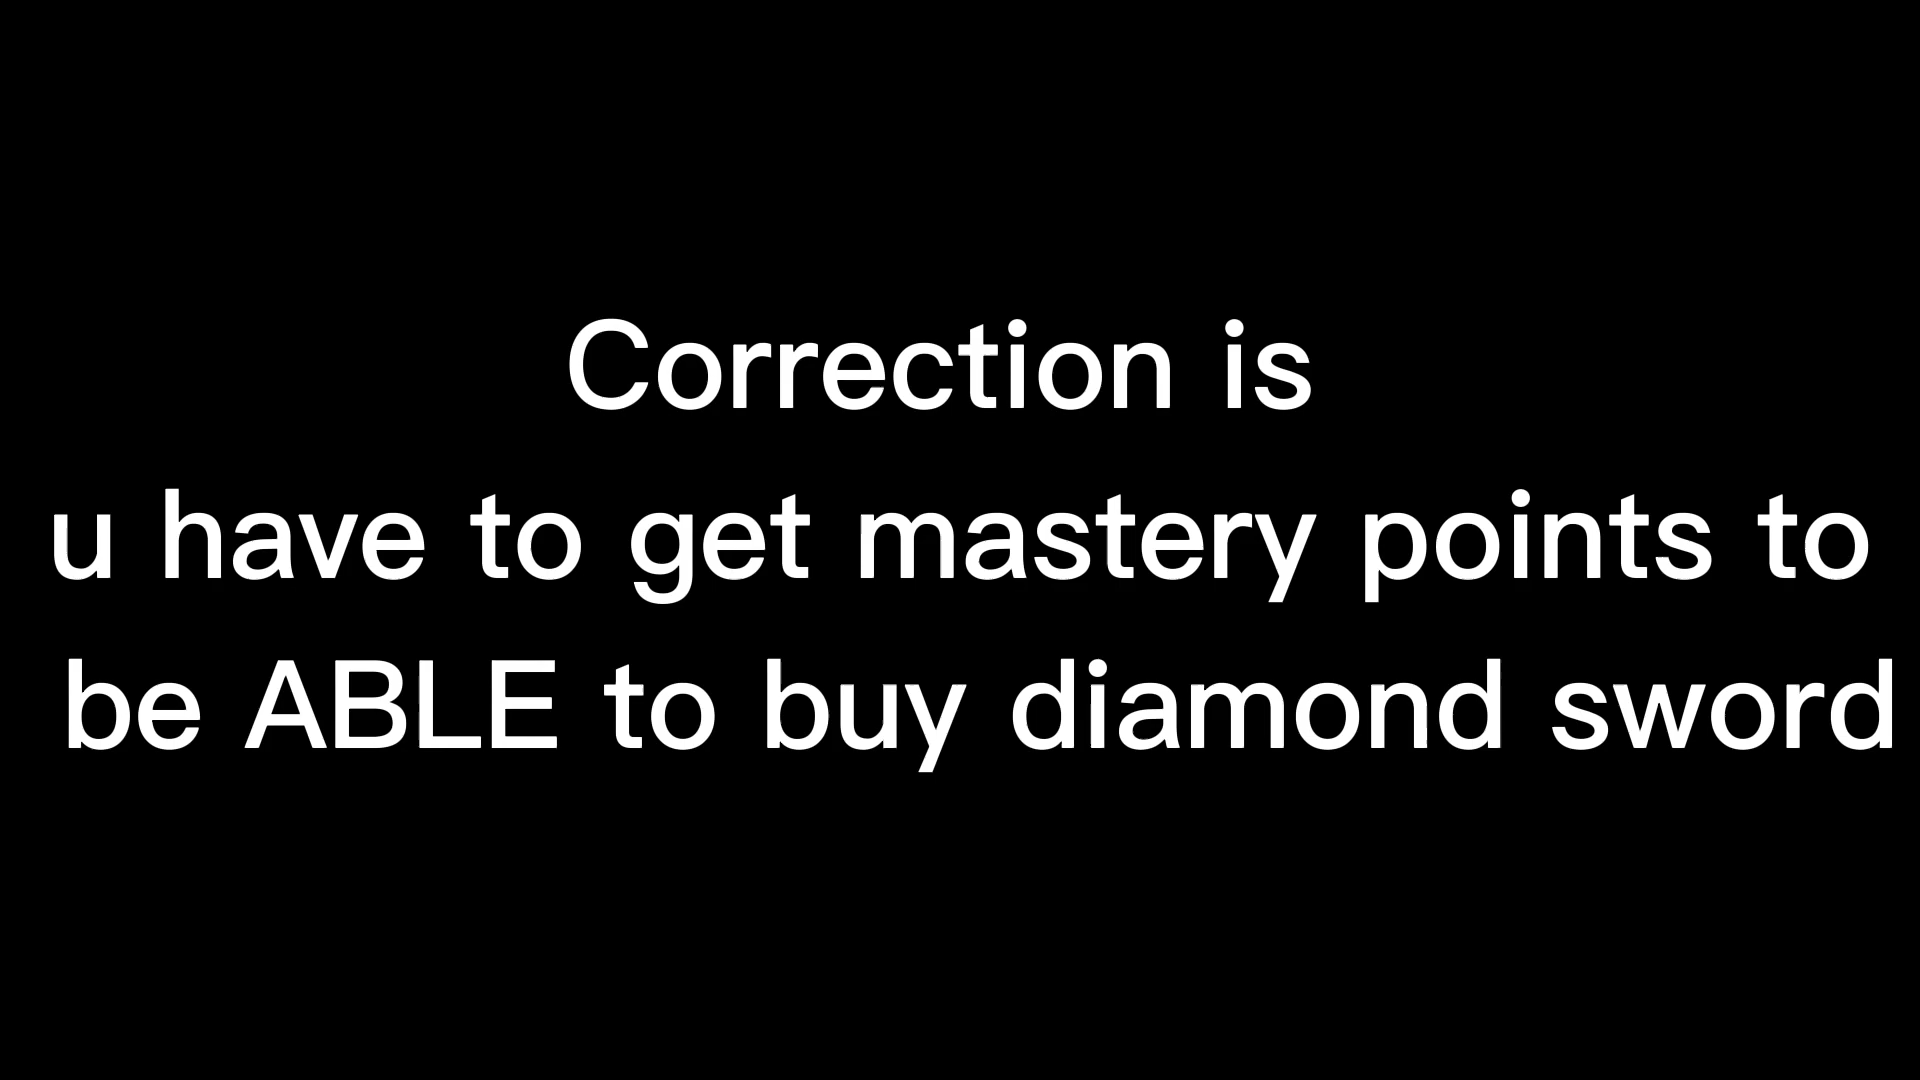 Correction is
u have to get mastery points to
be ABLE to buy diamond sword